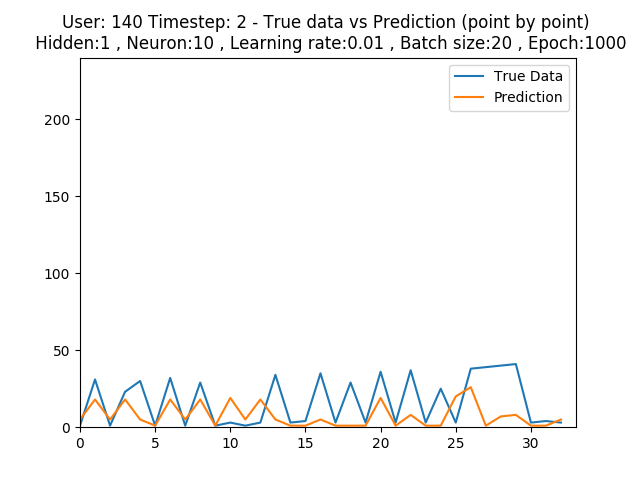 User: 140 Timestep: 2 - True data vs Prediction (point by point)
Hidden:1 , Neuron:10 , Learning rate:0.01 , Batch size:20 , Epoch:1000
True Data
Prediction
200
150
100
50
0
0 5 10 15 20 25 30